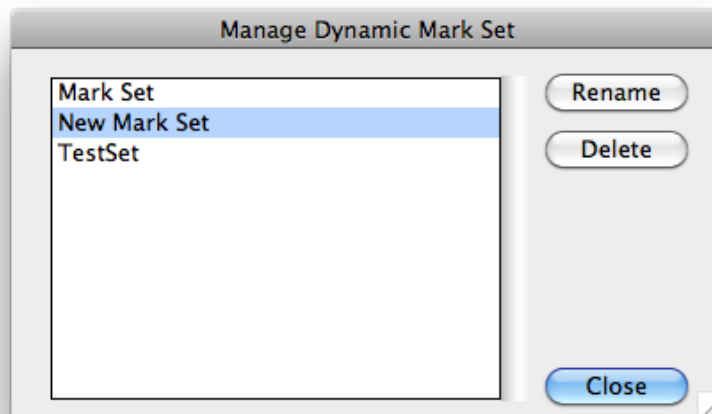 Manage Dynamic Mark Set
Mark Set
New Mark Set
TestSet
Rename
Delete
Close